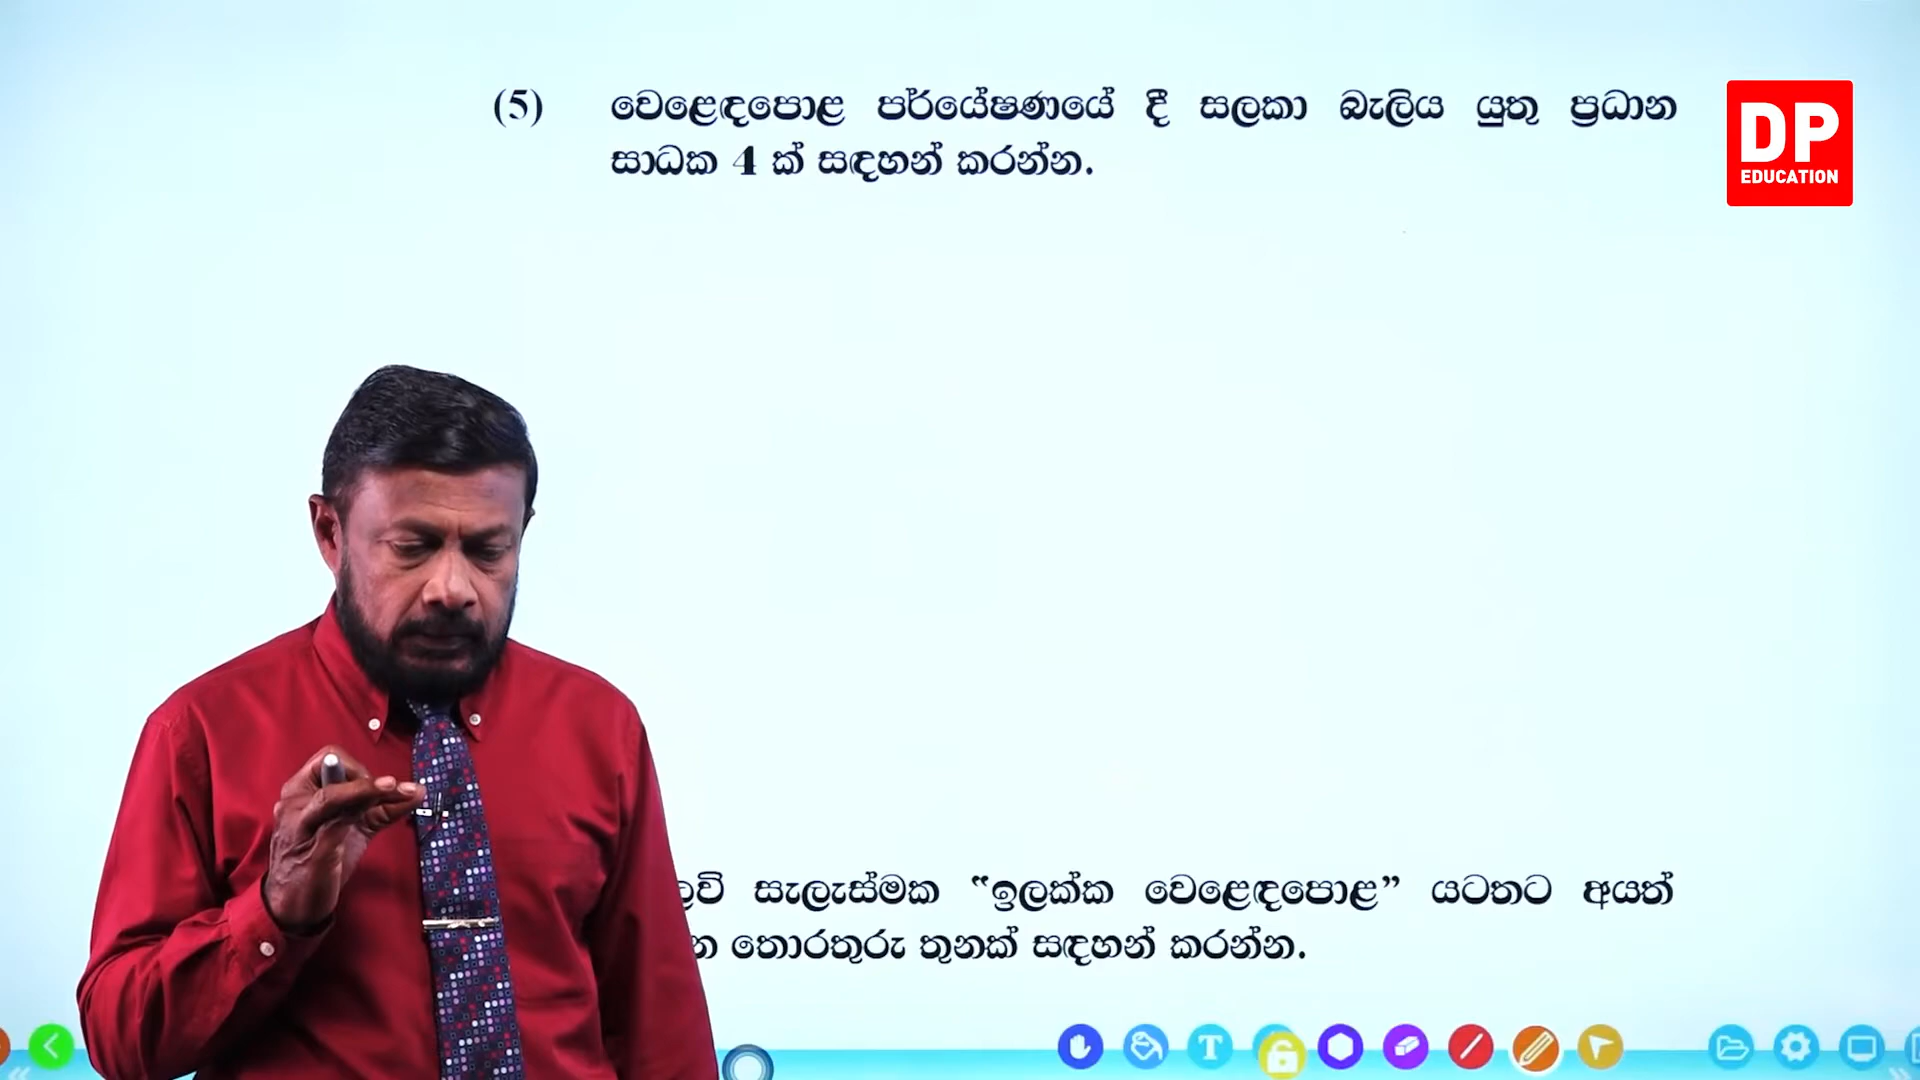 (5) වෙළෙඳපොළ පර්යේෂණයේ දී සලකා බැලිය යුතු ප්‍රධාන
සාධක 4 ක් සඳහන් කරන්න.
DP
EDUCATION
සැලැස්මක "ඉලක්ක වෙළෙඳපොළ" යටතට අයත්
තොරතුරු තුනක් සඳහන් කරන්න.
T